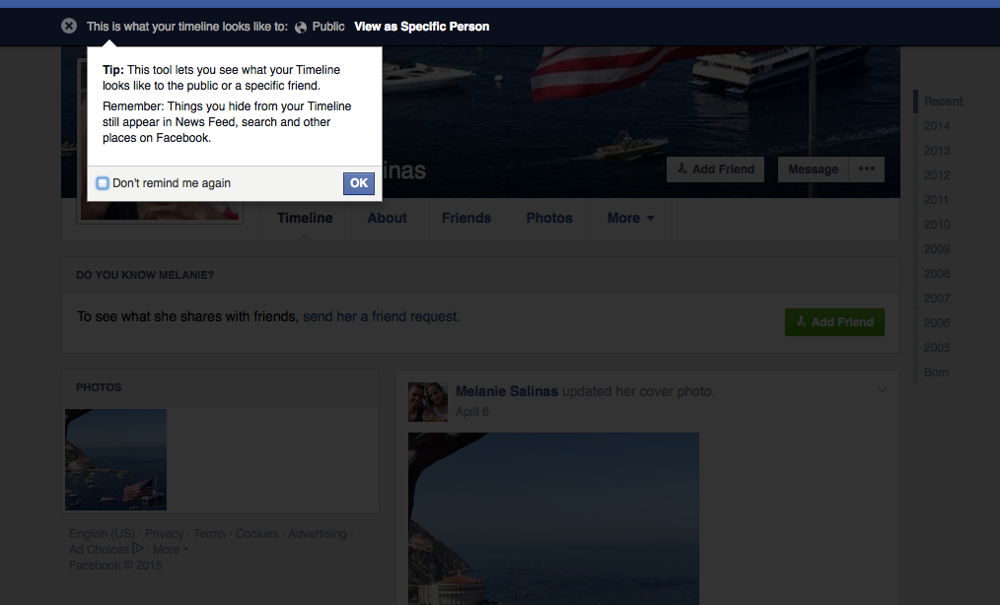 This is what your timeline looks like to: Public View as Specific Person
Tip: This tool lets you see what your Timeline
looks like to the public or a specific friend.
Remember: Things you hide from your Timeline
still appear in News Feed, search and other
places on Facebook.
Don't remind me again OK
inas
Add Friend Message
Timeline About Friends Photos More
Recent
2014
2013
2012
2011
2010
2009
2008
2007
2006
2005
Born
DO YOU KNOW MELANIE?
To see what she shares with friends, send her a friend request.
Add Friend
PHOTOS
English (US) · Privacy · Terms · Cookies · Advertising ·
Ad Choices · More
Facebook © 2015
Melanie Salinas updated her cover photo.
April 6